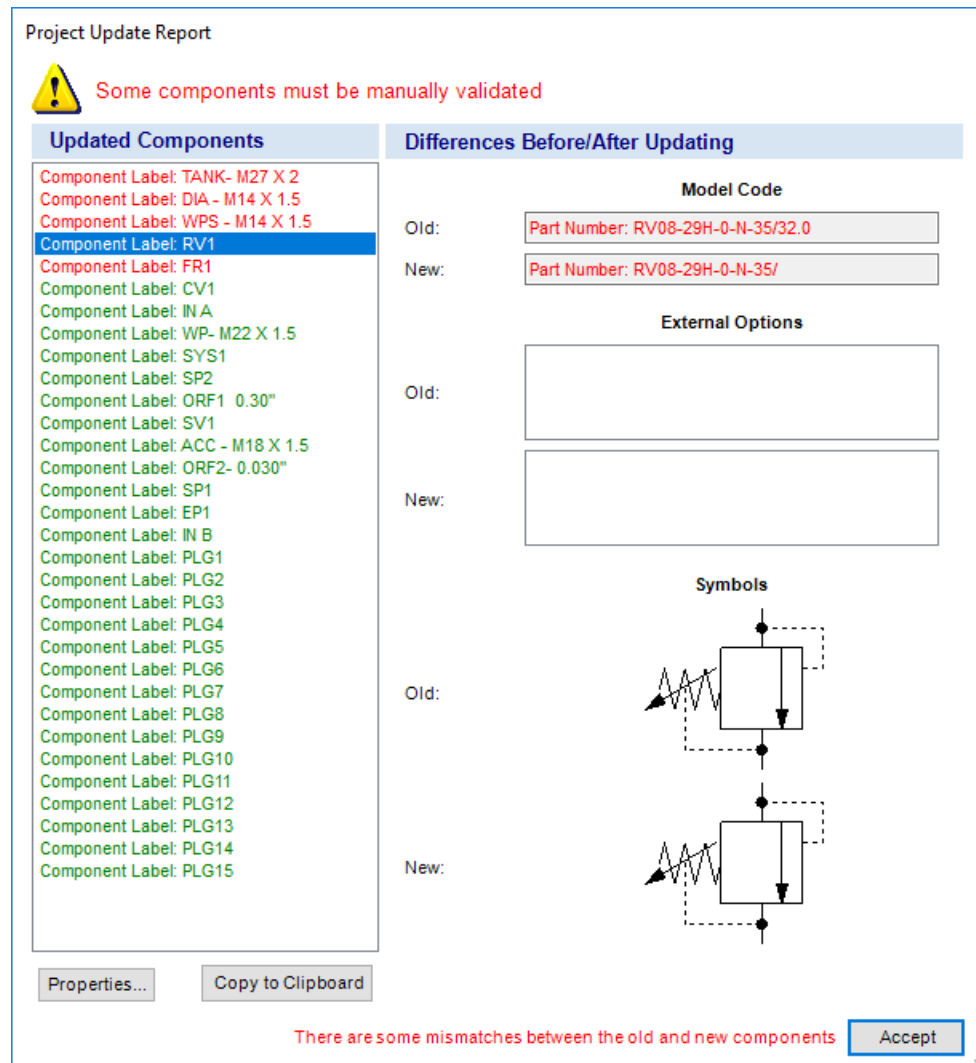 Project Update Report
Some components must be manually validated
Updated Components
Component Label: TANK- M27 X 2
Component Label: DIA - M14 X 1.5
Component Label: WPS - M14 X 1.5
Component Label: RV1
Component Label: FR1
Component Label: CV1
Component Label: IN A
Component Label: WP- M22 X 1.5
Component Label: SYS1
Component Label: SP2
Component Label: ORF1  0.30"
Component Label: SV1
Component Label: ACC - M18 X 1.5
Component Label: ORF2- 0.030"
Component Label: SP1
Component Label: EP1
Component Label: IN B
Component Label: PLG1
Component Label: PLG2
Component Label: PLG3
Component Label: PLG4
Component Label: PLG5
Component Label: PLG6
Component Label: PLG7
Component Label: PLG8
Component Label: PLG9
Component Label: PLG10
Component Label: PLG11
Component Label: PLG12
Component Label: PLG13
Component Label: PLG14
Component Label: PLG15
Properties...
Copy to Clipboard
Differences Before/After Updating
Model Code
Old: Part Number: RV08-29H-0-N-35/32.0
New: Part Number: RV08-29H-0-N-35/
External Options
Old:
New:
Symbols
Old:
New:
There are some mismatches between the old and new components
Accept